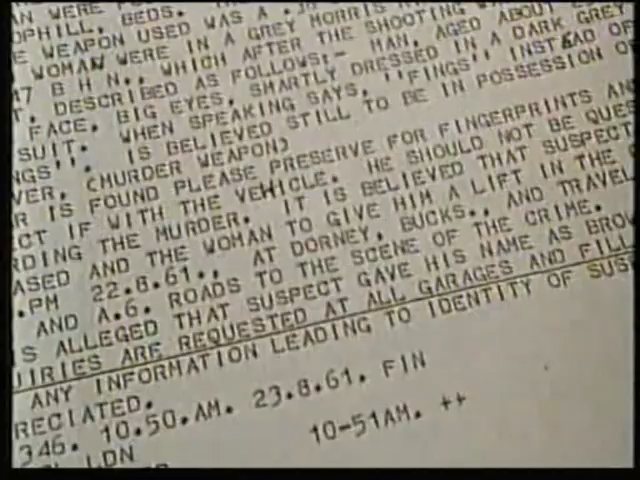 AN WERE
OPHILL, BEDS.
E WEAPON USED WAS A
WOMAN WERE IN A GREY MORRIS
47 B H N., WHICH AFTER THE SHOOTING
T. DESCRIBED AS FOLLOWS:- MAN, AGED ABOUT
FACE, BIG EYES, SMARTLY DRESSED IN A DARK GREY
SUIT. WHEN SPEAKING SAYS, ''FINGS'', INSTEAD OF
NGS''. IS BELIEVED STILL TO BE IN POSSESSION OF
VER, (MURDER WEAPON)
R IS FOUND PLEASE PRESERVE FOR FINGERPRINTS AN
CT IF WITH THE VEHICLE. HE SHOULD NOT BE QUES
RDING THE MURDER. IT IS BELIEVED THAT SUSPECT
ASED AND THE WOMAN TO GIVE HIM A LIFT IN THE
.PM 22.8.61., AT DORNEY, BUCKS., AND TRAVEL
AND A.6. ROADS TO THE SCENE OF THE CRIME.
IS ALLEGED THAT SUSPECT GAVE HIS NAME AS BROW
UIRIES ARE REQUESTED AT ALL GARAGES AND FILL
ANY INFORMATION LEADING TO IDENTITY OF SUS
RECIATED.
346. 10.50.AM. 23.8.61. FIN
LDN 10-51AM. ++